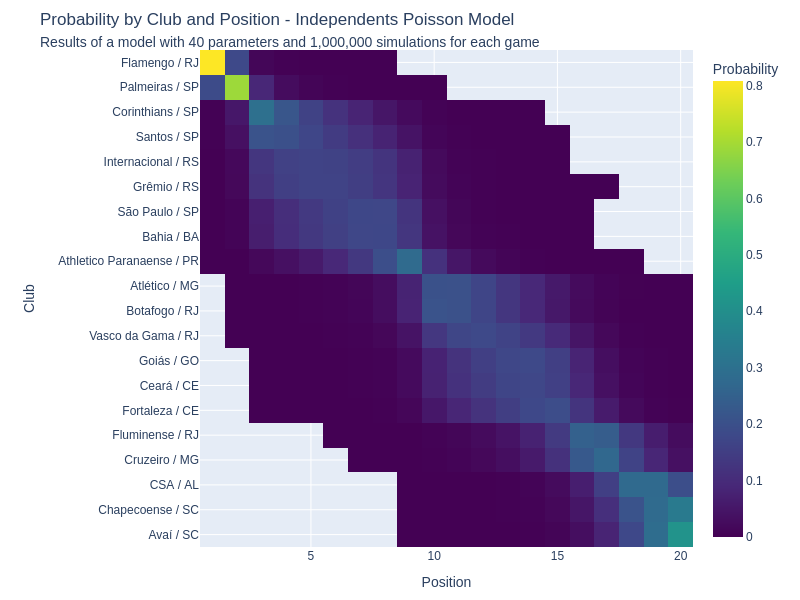 Probability by Club and Position - Independents Poisson Model
Results of a model with 40 parameters and 1,000,000 simulations for each game
Probability
Flamengo / RJ
Palmeiras / SP
Corinthians / SP
Santos / SP
Internacional / RS
Grêmio / RS
São Paulo / SP
Bahia / BA
Athletico Paranaense / PR
Atlético / MG
Botafogo / RJ
Vasco da Gama / RJ
Goiás / GO
Ceará / CE
Fortaleza / CE
Fluminense / RJ
Cruzeiro / MG
CSA / AL
Chapecoense / SC
Avaí / SC
Club
5
10
15
20
Position
0.8
0.7
0.6
0.5
0.4
0.3
0.2
0.1
0